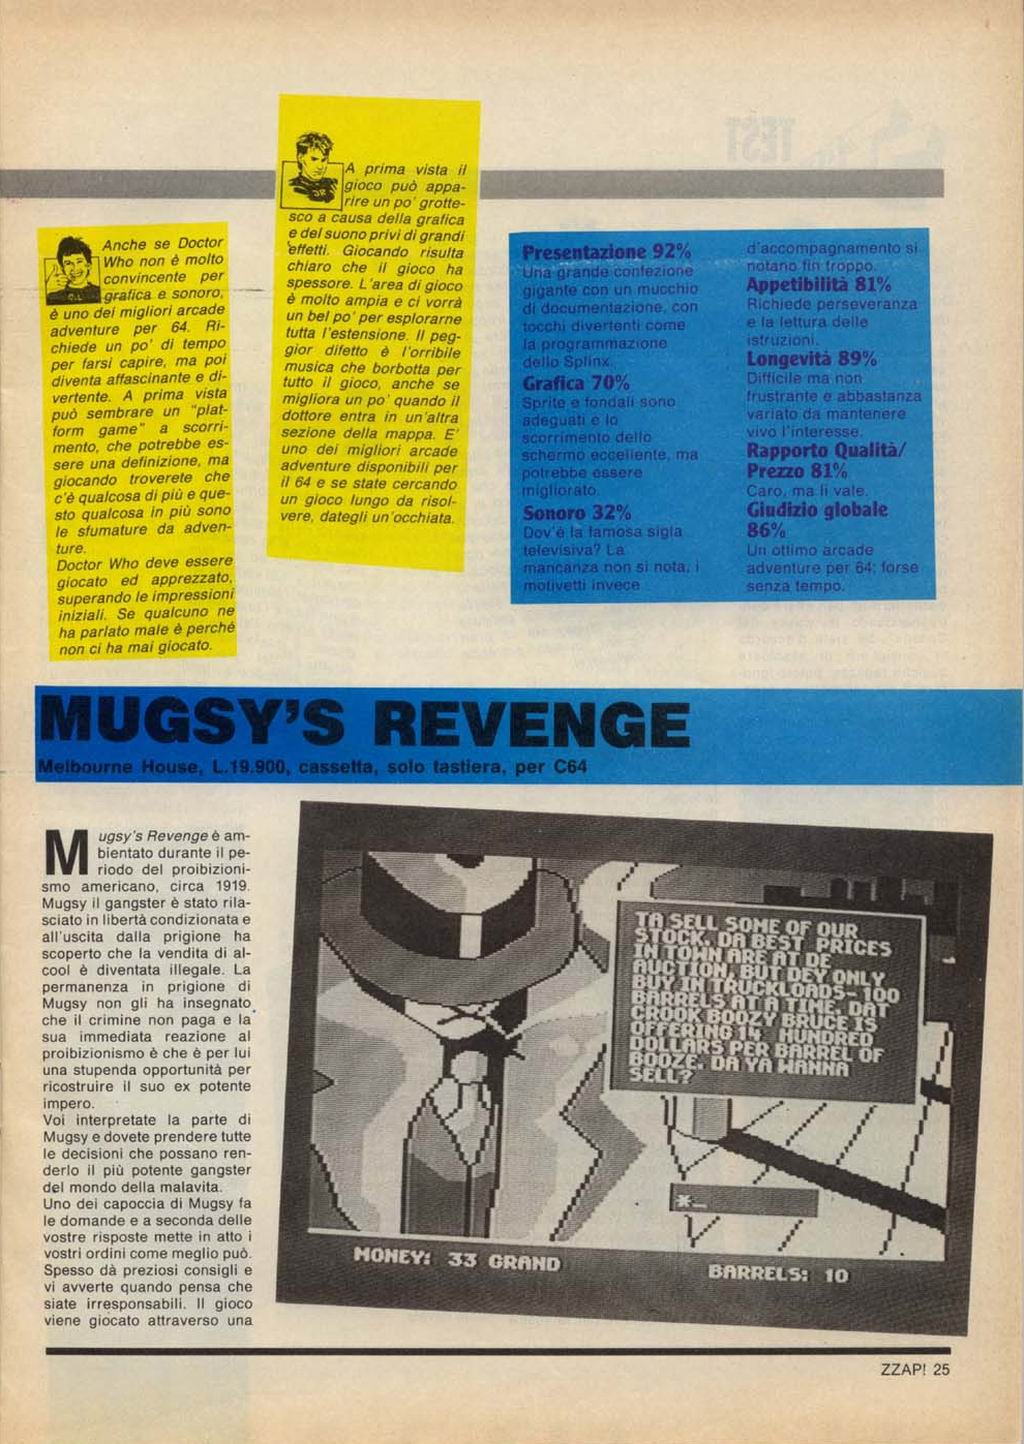 Anche se Doctor
Who non è molto
convincente per
grafica e sonoro,
è uno dei migliori arcade
adventure per 64. Ri-
chiede un po' di tempo
per farsi capire, ma poi
diventa affascinante e di-
vertente. A prima vista
può sembrare un "plat-
form game" a scorri-
mento, che potrebbe es-
sere una definizione, ma
giocando troverete che
c'è qualcosa di più e que-
sto qualcosa in più sono
le sfumature da adven-
ture.
Doctor Who deve essere
giocato ed apprezzato,
superando le impressioni
iniziali. Se qualcuno ne
ha parlato male è perché
non ci ha mai giocato.
A prima vista il
gioco può appa-
rire un po' grotte-
sco a causa della grafica
e del suono privi di grandi
effetti. Giocando risulta
chiaro che il gioco ha
spessore. L'area di gioco
è molto ampia e ci vorrà
un bel po' per esplorarne
tutta l'estensione. Il peg-
gior difetto è l'orribile
musica che borbotta per
tutto il gioco, anche se
migliora un po' quando il
dottore entra in un'altra
sezione della mappa. E'
uno dei migliori arcade
adventure disponibili per
il 64 e se state cercando
un gioco lungo da risol-
vere, dategli un'occhiata.
Presentazione 92%
Una grande confezione
gigante con un mucchio
di documentazione, con
tocchi divertenti come
la programmazione
dello Splinx.
Grafica 70%
Sprite e fondali sono
adeguati e lo
scorrimento dello
schermo eccellente, ma
potrebbe essere
migliorato.
Sonoro 32%
Dov'è la famosa sigla
televisiva? La
mancanza non si nota, i
motivetti invece
d'accompagnamento si
notano fin troppo.
Appetibilità 81%
Richiede perseveranza
e la lettura delle
istruzioni.
Longevità 89%
Difficile ma non
frustrante e abbastanza
variato da mantenere
vivo l'interesse.
Rapporto Qualità/
Prezzo 81%
Caro, ma li vale.
Giudizio globale
86%
Un ottimo arcade
adventure per 64; forse
senza tempo.
MUGSY'S REVENGE
Melbourne House, L.19.900, cassetta, solo tastiera, per C64
Mugsy's Revenge è am-
bientato durante il pe-
riodo del proibizioni-
smo americano, circa 1919.
Mugsy il gangster è stato rila-
sciato in libertà condizionata e
all'uscita dalla prigione ha
scoperto che la vendita di al-
cool è diventata illegale. La
permanenza in prigione di
Mugsy non gli ha insegnato
che il crimine non paga e la
sua immediata reazione al
proibizionismo è che è per lui
una stupenda opportunità per
ricostruire il suo ex potente
impero.
Voi interpretate la parte di
Mugsy e dovete prendere tutte
le decisioni che possano ren-
derlo il più potente gangster
del mondo della malavita.
Uno dei capoccia di Mugsy fa
le domande e a seconda delle
vostre risposte mette in atto i
vostri ordini come meglio può.
Spesso dà preziosi consigli e
vi avverte quando pensa che
siate irresponsabili. Il gioco
viene giocato attraverso una
TA SELL SOME OF OUR
STOCK, DA BEST PRICES
IN TOWN ARE AT DE
AUCTION, BUT DEY ONLY
BUY IN TRUCKLOADS- 100
BARRELS AT A TIME. DAT
CROOK BOOZY BRUCE IS
OFFERING 14 HUNDRED
DOLLARS PER BARREL OF
BOOZE. DA YA WANNA
SELL?
*_
MONEY: 33 GRAND
BARRELS: 10
ZZAP! 25